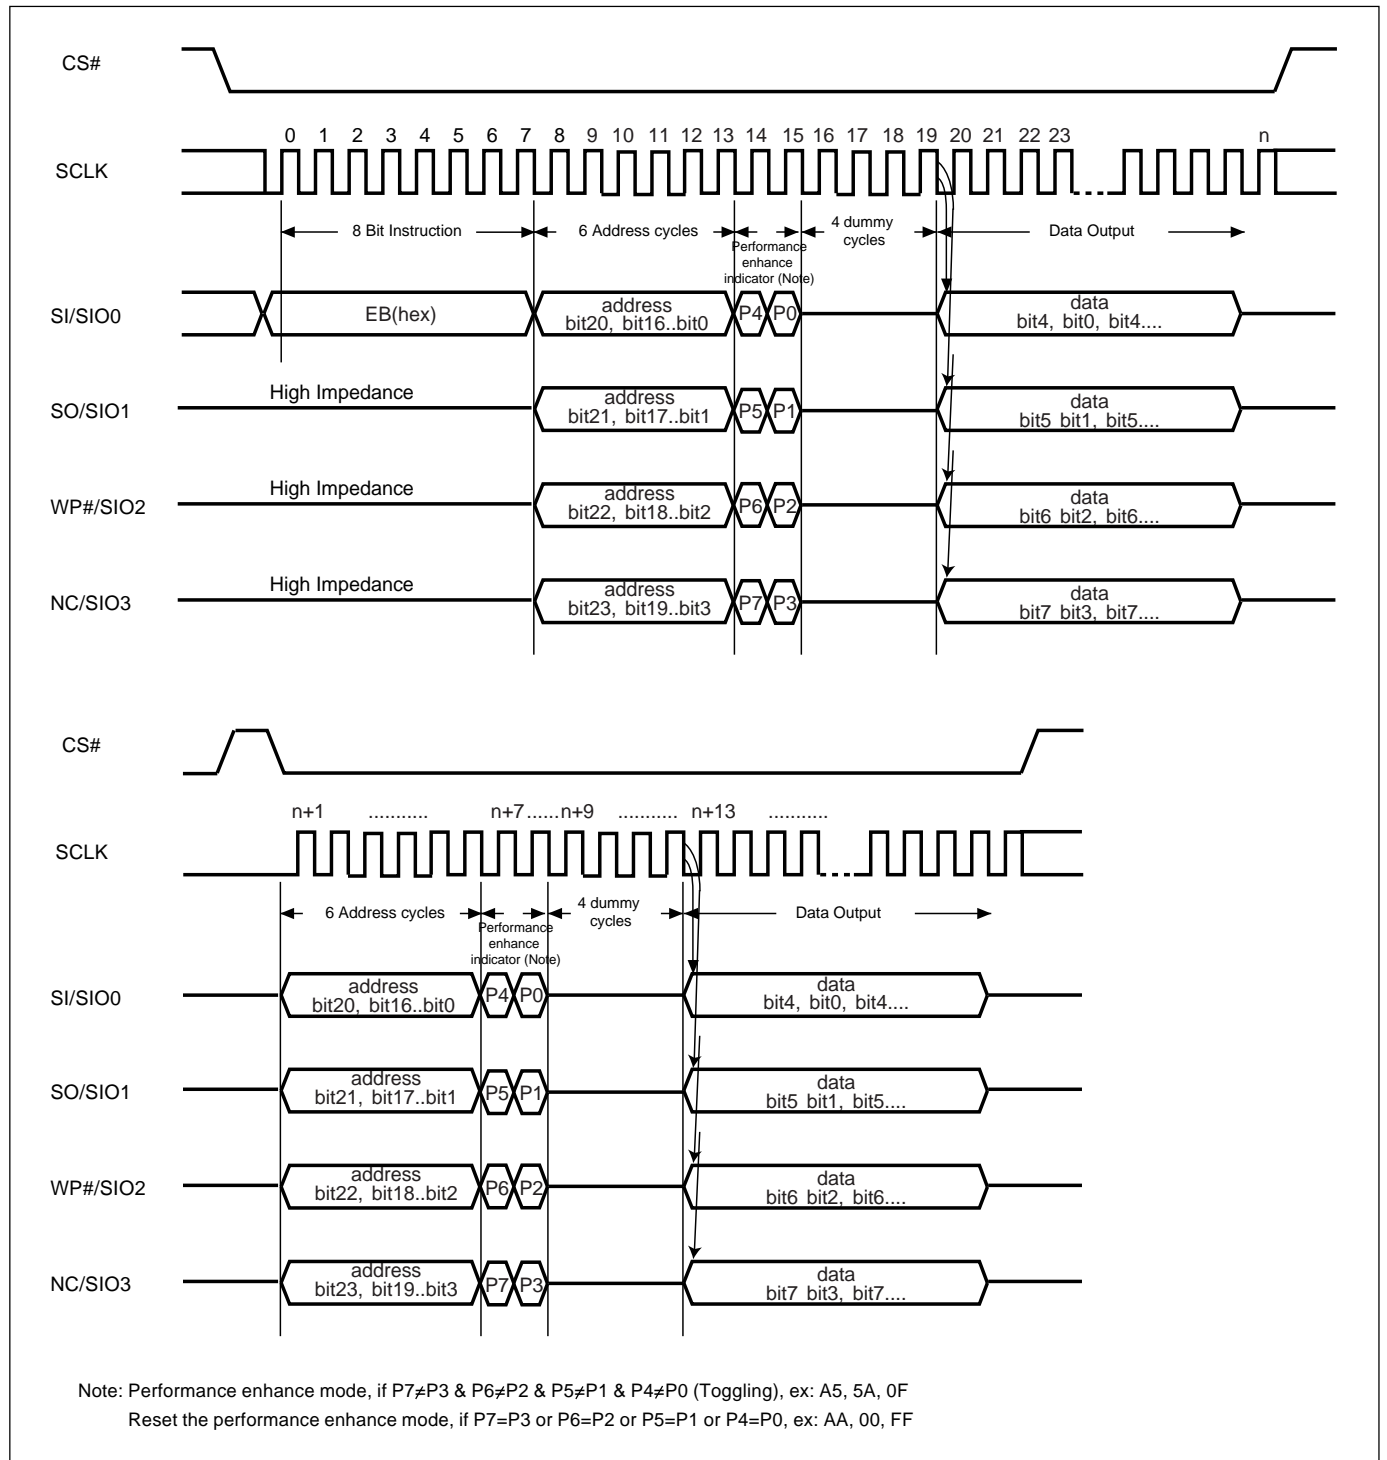 CS#
0 1 2 3 4 5 6 7 8 9 10 11 12 13 14 15 16 17 18 19 20 21 22 23 n
SCLK
8 Bit Instruction 6 Address cycles 4 dummy Data Output
cycles
Performance
enhance
indicator (Note)
SI/SIO0 EB(hex) address P4 P0 data
bit20, bit16..bit0 bit4, bit0, bit4....
High Impedance
SO/SIO1 address P5 P1 data
bit21, bit17..bit1 bit5 bit1, bit5....
High Impedance
WP#/SIO2 address P6 P2 data
bit22, bit18..bit2 bit6 bit2, bit6....
High Impedance
NC/SIO3 address P7 P3 data
bit23, bit19..bit3 bit7 bit3, bit7....
CS#
n+1 ........... n+7 ...... n+9 ........... n+13 ...........
SCLK
6 Address cycles 4 dummy Data Output
cycles
Performance
enhance
indicator (Note)
SI/SIO0 address P4 P0 data
bit20, bit16..bit0 bit4, bit0, bit4....
SO/SIO1 address P5 P1 data
bit21, bit17..bit1 bit5 bit1, bit5....
WP#/SIO2 address P6 P2 data
bit22, bit18..bit2 bit6 bit2, bit6....
NC/SIO3 address P7 P3 data
bit23, bit19..bit3 bit7 bit3, bit7....
Note: Performance enhance mode, if P7≠P3 & P6≠P2 & P5≠P1 & P4≠P0 (Toggling), ex: A5, 5A, 0F
Reset the performance enhance mode, if P7=P3 or P6=P2 or P5=P1 or P4=P0, ex: AA, 00, FF